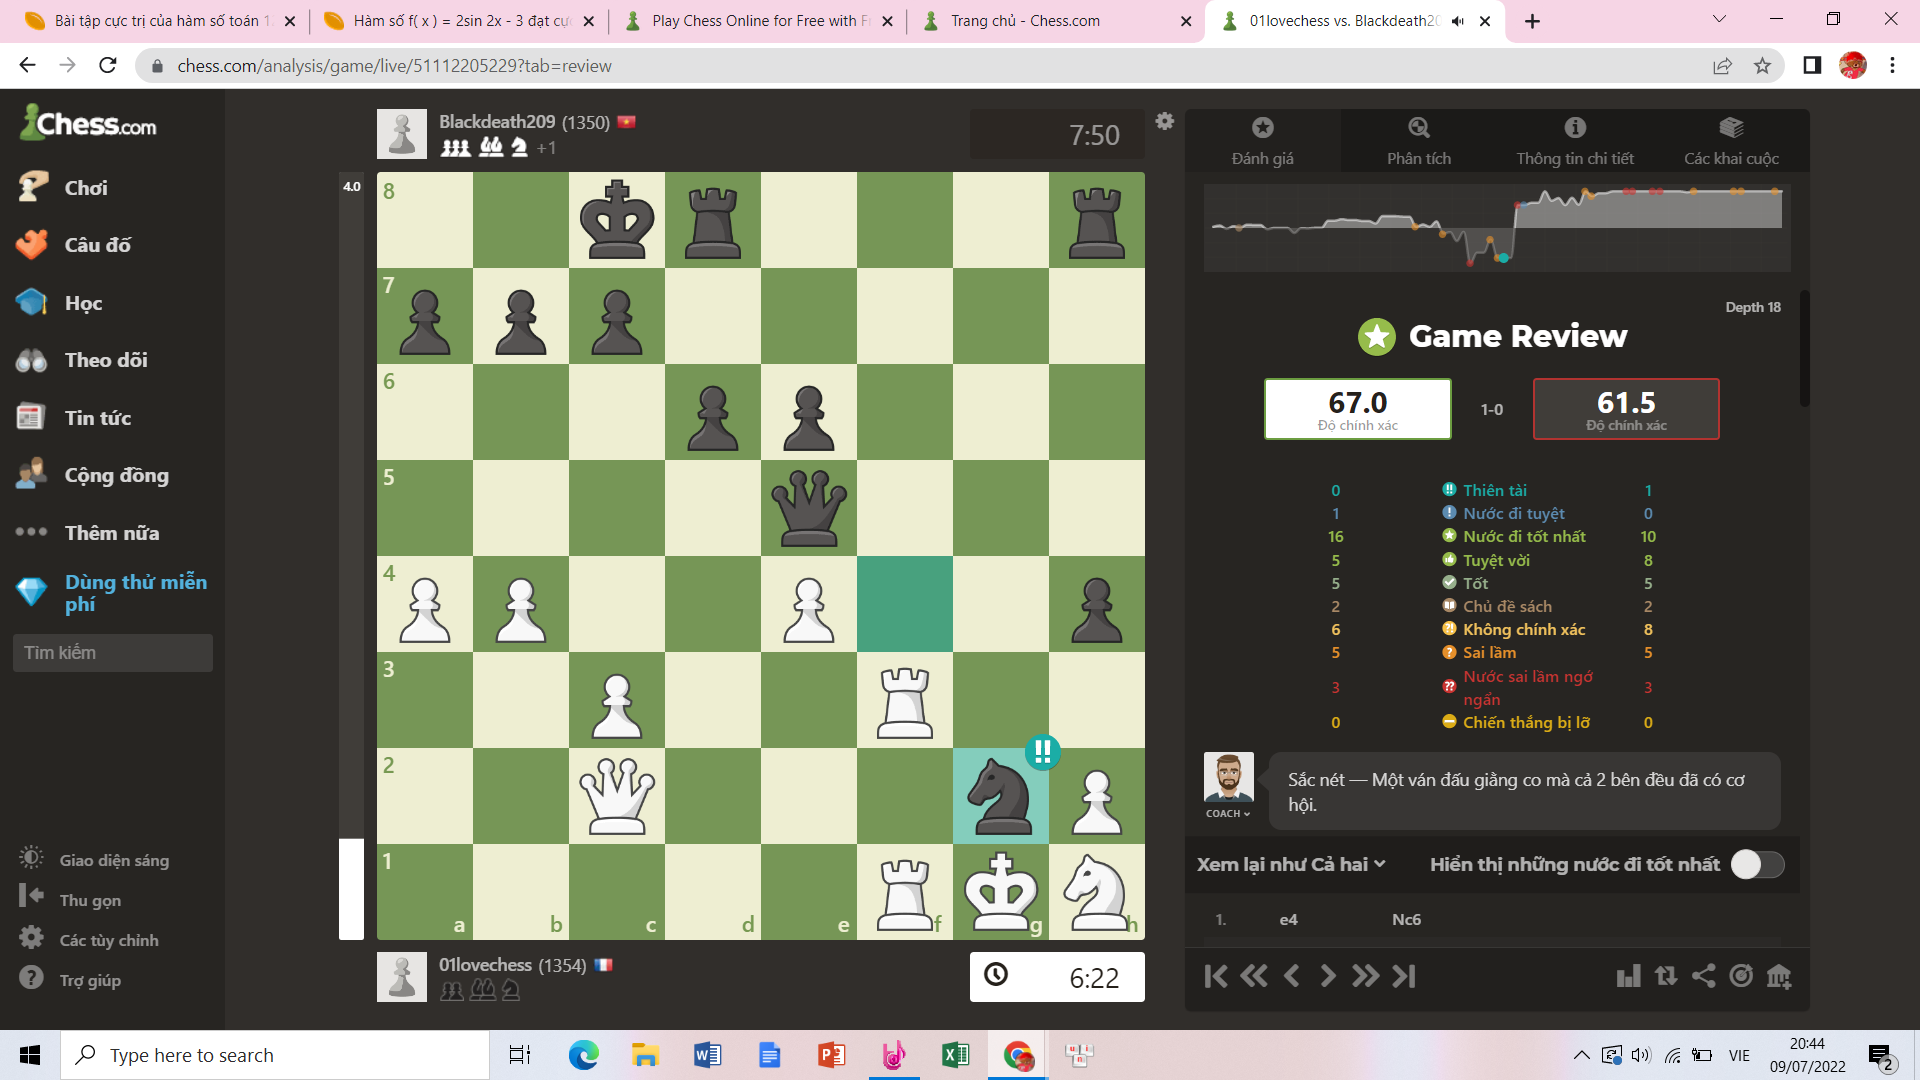 Bài tập cực trị của hàm số toán 1
Hàm số f( x ) = 2sin 2x - 3 đạt cực
Play Chess Online for Free with Fr
Trang chủ - Chess.com
01lovechess vs. Blackdeath20
chess.com/analysis/game/live/51112205229?tab=review
Chess.com
Chơi
Câu đố
Học
Theo dõi
Tin tức
Cộng đồng
Thêm nữa
Dùng thử miễn
phí
Tìm kiếm
Giao diện sáng
Thu gọn
Các tùy chỉnh
Trợ giúp
Blackdeath209 (1350)
+1
7:50
4.0
8
7
6
5
4
3
2
1
a
b
c
d
e
f
g
h
!!
01lovechess (1354)
6:22
Đánh giá
Phân tích
Thông tin chi tiết
Các khai cuộc
Depth 18
Game Review
67.0
Độ chính xác
1-0
61.5
Độ chính xác
0 !! Thiên tài 1
1 ! Nước đi tuyệt 0
16 Nước đi tốt nhất 10
5 Tuyệt vời 8
5 Tốt 5
2 Chủ đề sách 2
6 ?! Không chính xác 8
5 ? Sai lầm 5
3 ?? Nước sai lầm ngớ
ngẩn 3
0 Chiến thắng bị lỡ 0
Sắc nét — Một ván đấu giằng co mà cả 2 bên đều đã có cơ
hội.
COACH
Xem lại như Cả hai
Hiển thị những nước đi tốt nhất
1. e4 Nc6
Type here to search
VIE
20:44
09/07/2022
2